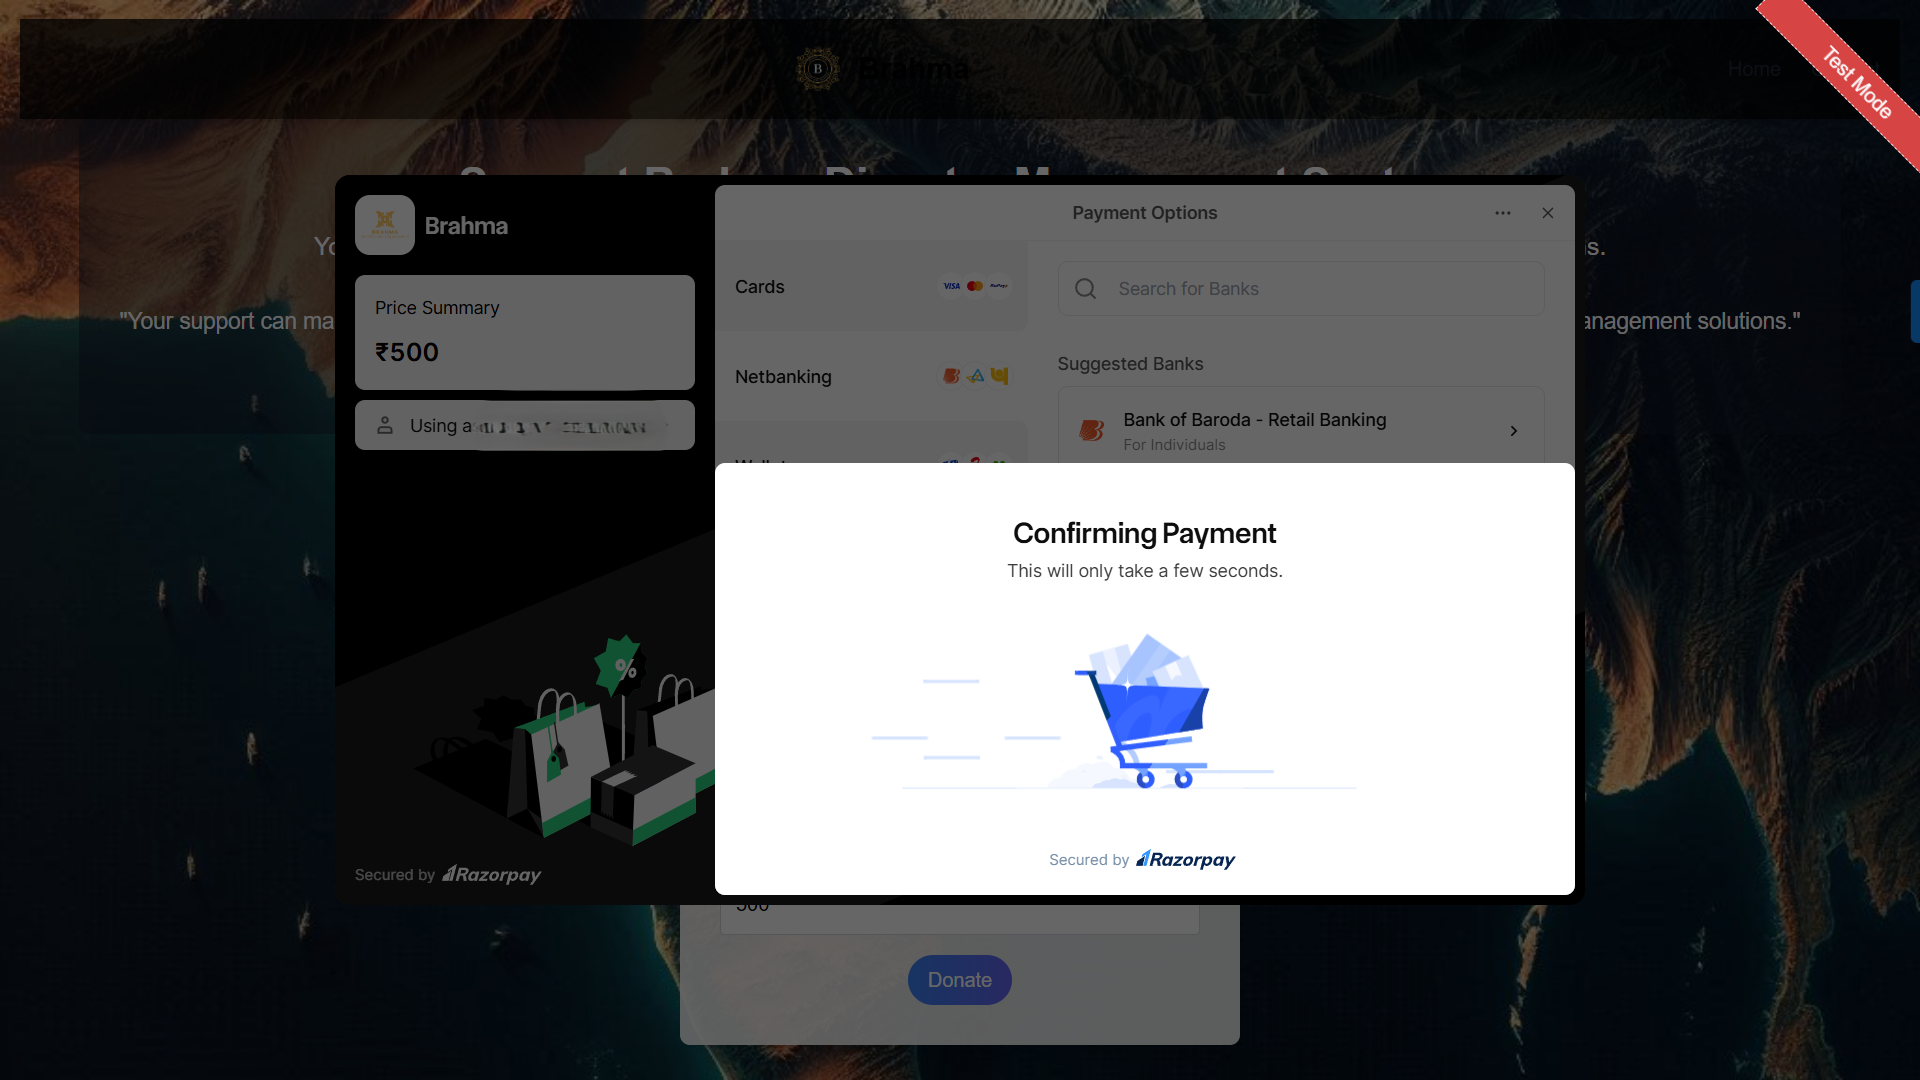 B
Brahma
Home
Test Mode
Brahma
Payment Options
Price Summary
₹500
Using a
Cards
VISA
RuPay
Search for Banks
Netbanking
Suggested Banks
Bank of Baroda - Retail Banking
For Individuals
"Your support can ma
anagement solutions."
s.
Confirming Payment
This will only take a few seconds.
%
Secured by Razorpay
Secured by Razorpay
500
Donate